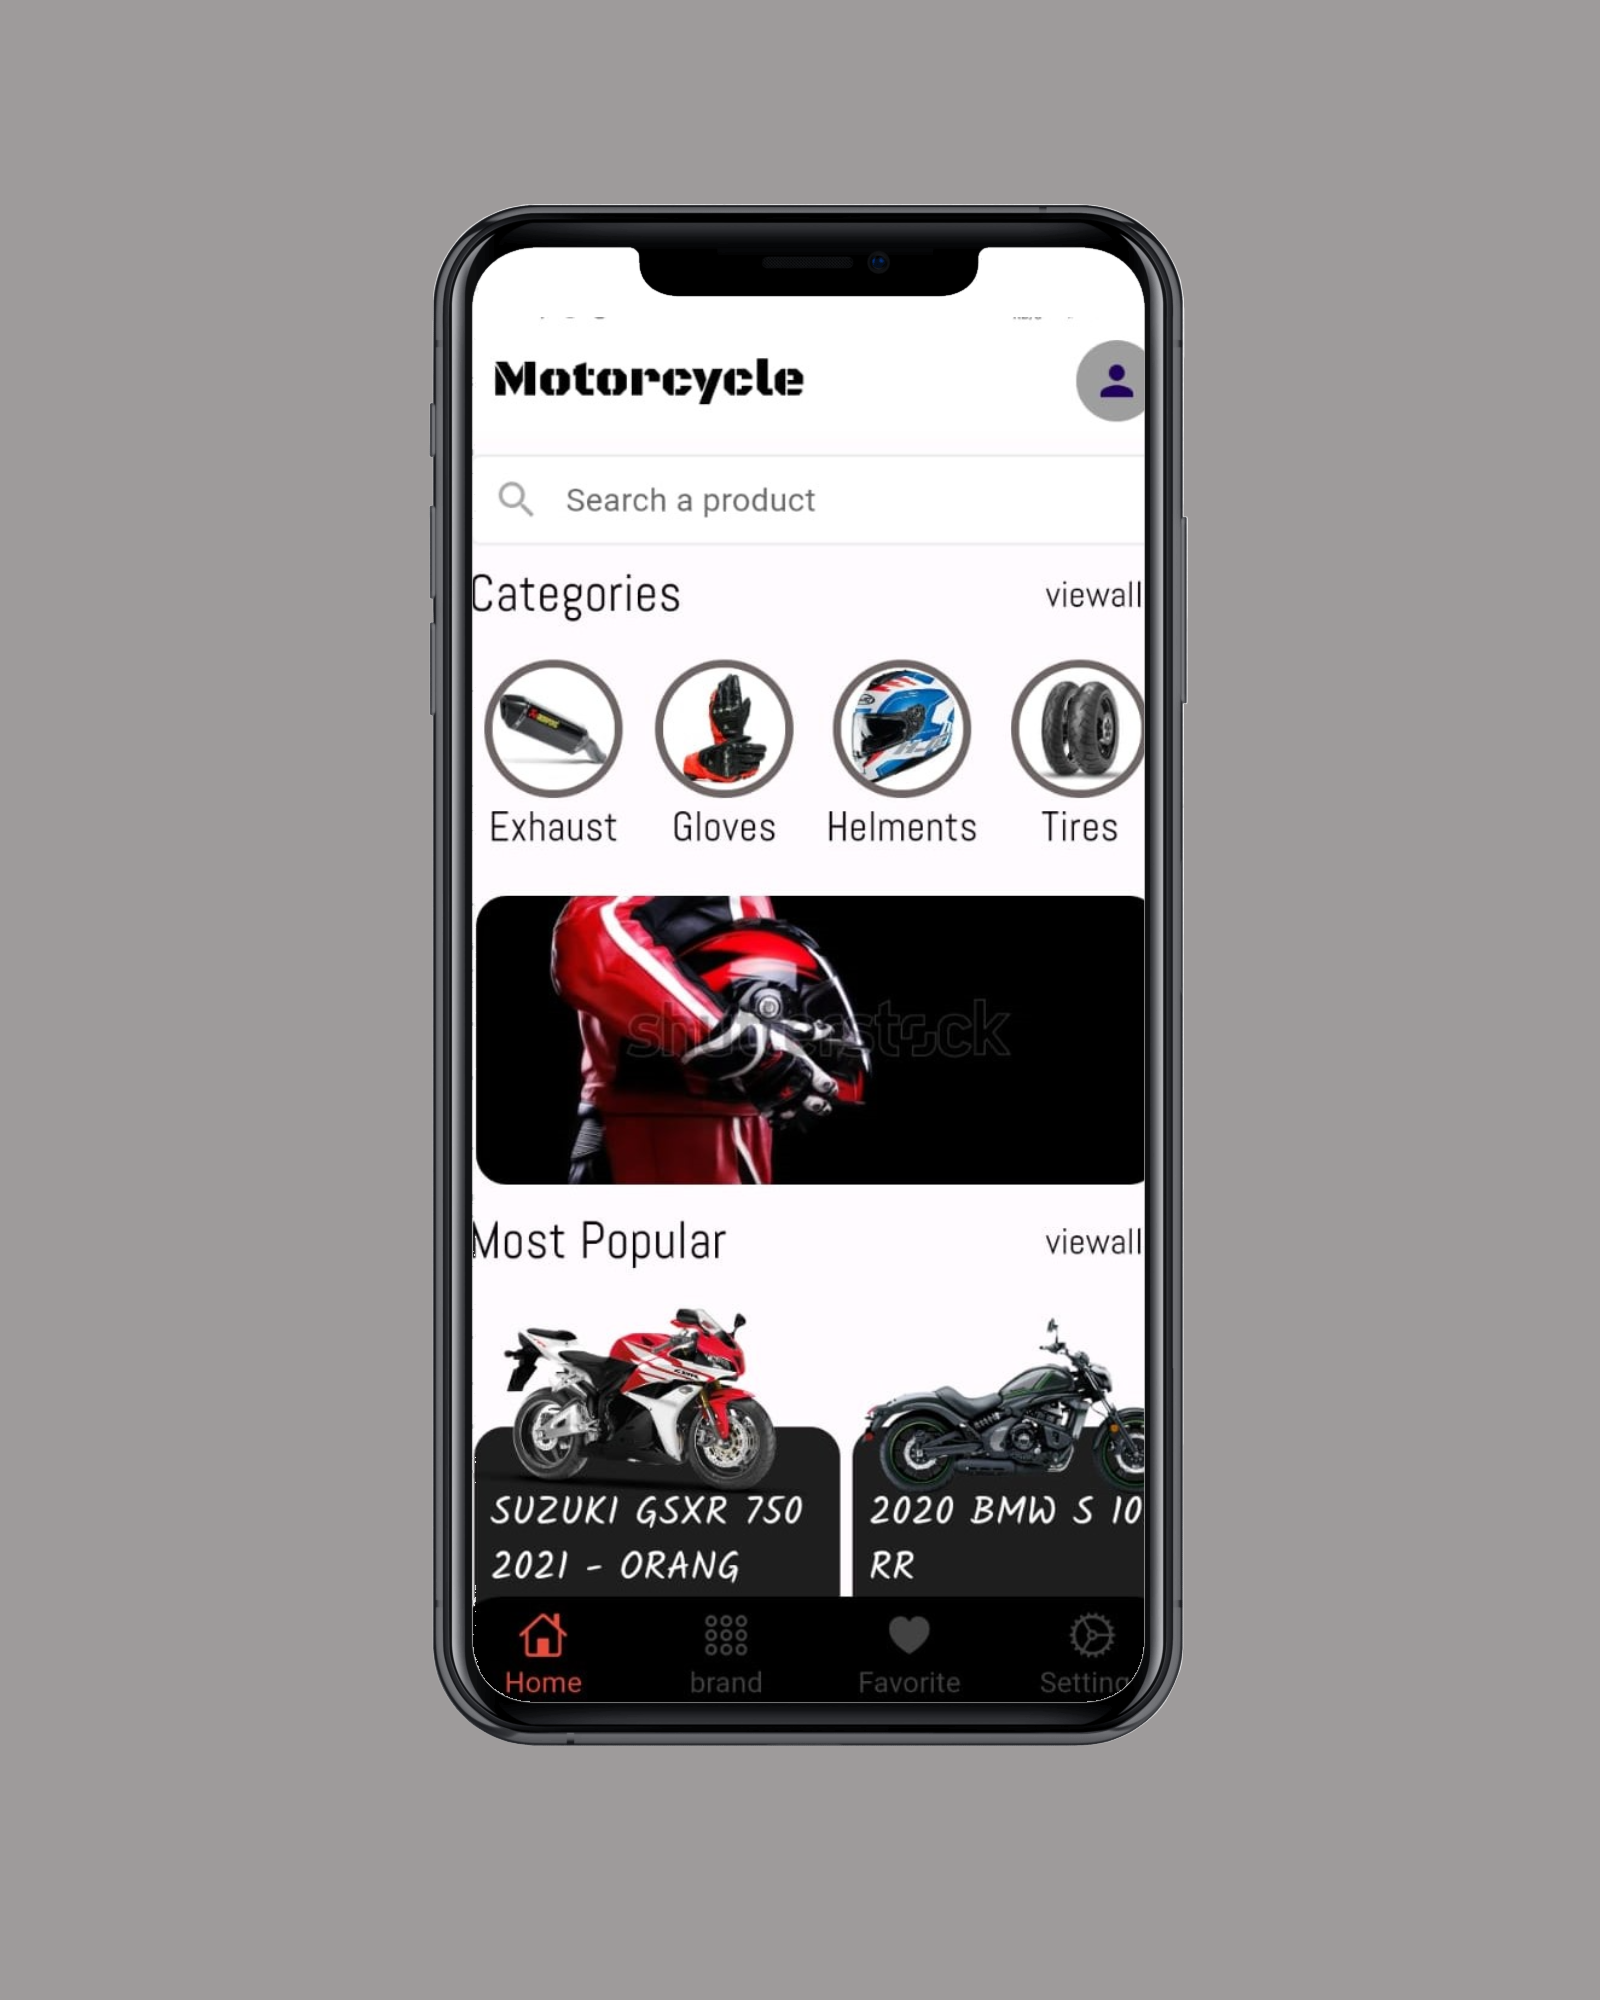 Motorcycle
Search a product
Categories
viewall
Exhaust
Gloves
Helments
Tires
shutterstock
Most Popular
viewall
SUZUKI GSXR 750
2021 - ORANG
2020 BMW S 10
RR
Home
brand
Favorite
Setting